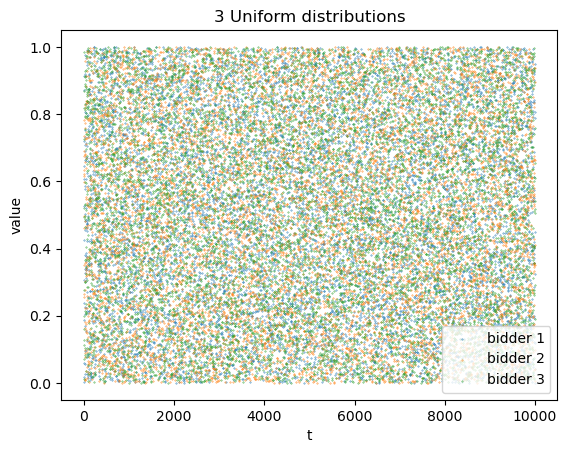 3 Uniform distributions
value
1.0
0.8
0.6
0.4
0.2
0.0
bidder 1
bidder 2
bidder 3
0 2000 4000 6000 8000 10000
t